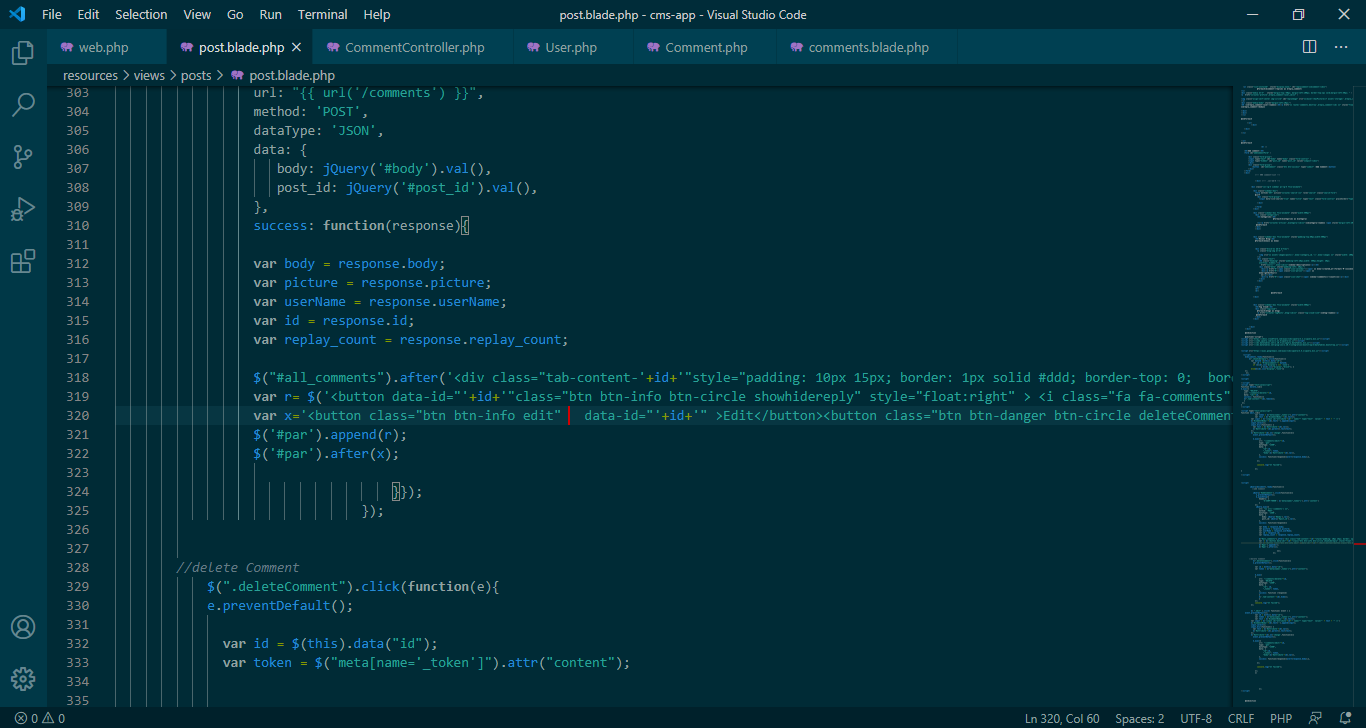 File Edit Selection View Go Run Terminal Help
post.blade.php - cms-app - Visual Studio Code
web.php post.blade.php CommentController.php User.php Comment.php comments.blade.php
resources > views > posts > post.blade.php
303 url: "{{ url('/comments') }}",
304 method: 'POST',
305 dataType: 'JSON',
306 data: {
307 body: jQuery('#body').val(),
308 post_id: jQuery('#post_id').val(),
309 },
310 success: function(response){
311
312 var body = response.body;
313 var picture = response.picture;
314 var userName = response.userName;
315 var id = response.id;
316 var replay_count = response.replay_count;
317
318 $("#all_comments").after('<div class="tab-content-'+id+'"style="padding: 10px 15px; border: 1px solid #ddd; border-top: 0; bor
319 var r= $('<button data-id="'+id+'"class="btn btn-info btn-circle showhidereply" style="float:right" > <i class="fa fa-comments"
320 var x='<button class="btn btn-info edit" data-id="'+id+'" >Edit</button><button class="btn btn-danger btn-circle deleteCommen
321 $('#par').append(r);
322 $('#par').after(x);
323
324 }});
325 });
326
327
328 //delete Comment
329 $(".deleteComment").click(function(e){
330 e.preventDefault();
331
332 var id = $(this).data("id");
333 var token = $("meta[name='_token']").attr("content");
334
335
0 0 Ln 320, Col 60 Spaces: 2 UTF-8 CRLF PHP